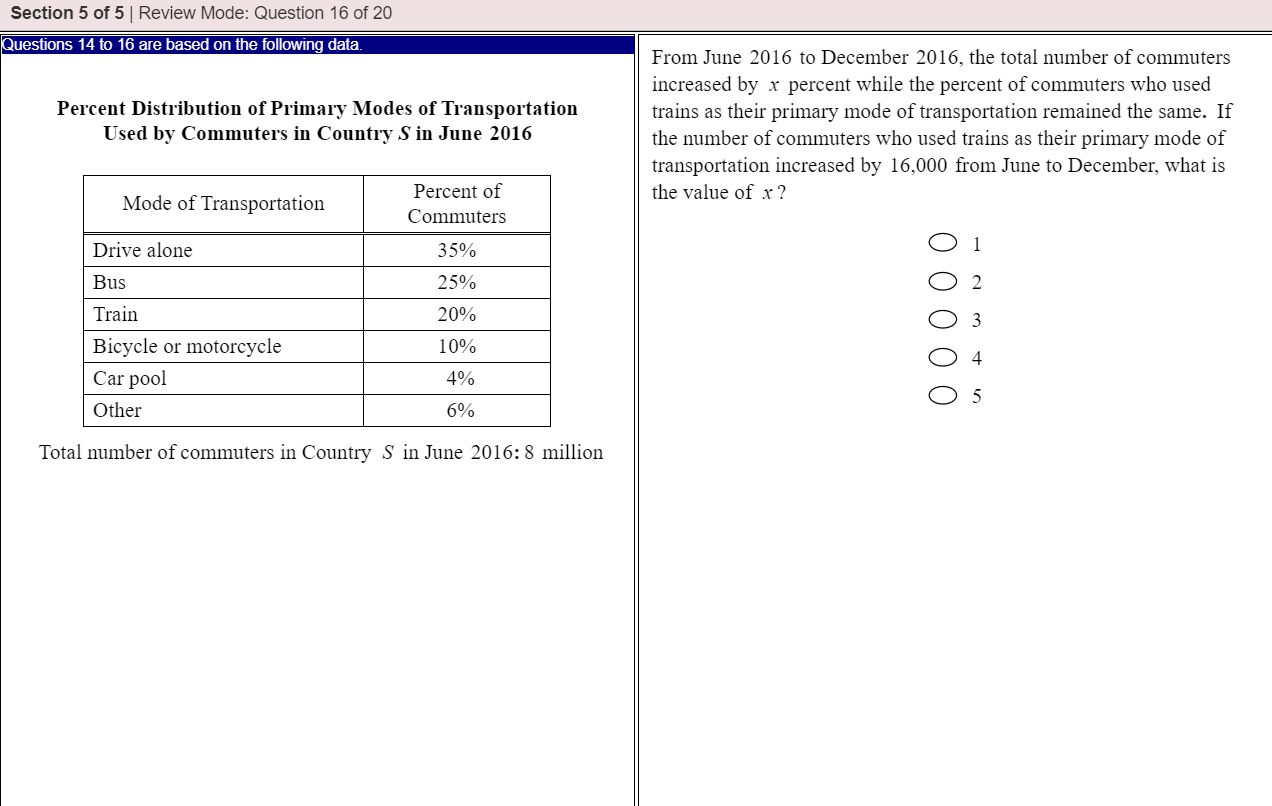 Section 5 of 5 | Review Mode: Question 16 of 20
Questions 14 to 16 are based on the following data.
Percent Distribution of Primary Modes of Transportation
Used by Commuters in Country S in June 2016
Mode of Transportation
Percent of
Commuters
Drive alone 35%
Bus 25%
Train 20%
Bicycle or motorcycle 10%
Car pool 4%
Other 6%
Total number of commuters in Country S in June 2016: 8 million
From June 2016 to December 2016, the total number of commuters
increased by x percent while the percent of commuters who used
trains as their primary mode of transportation remained the same. If
the number of commuters who used trains as their primary mode of
transportation increased by 16,000 from June to December, what is
the value of x?
1
2
3
4
5